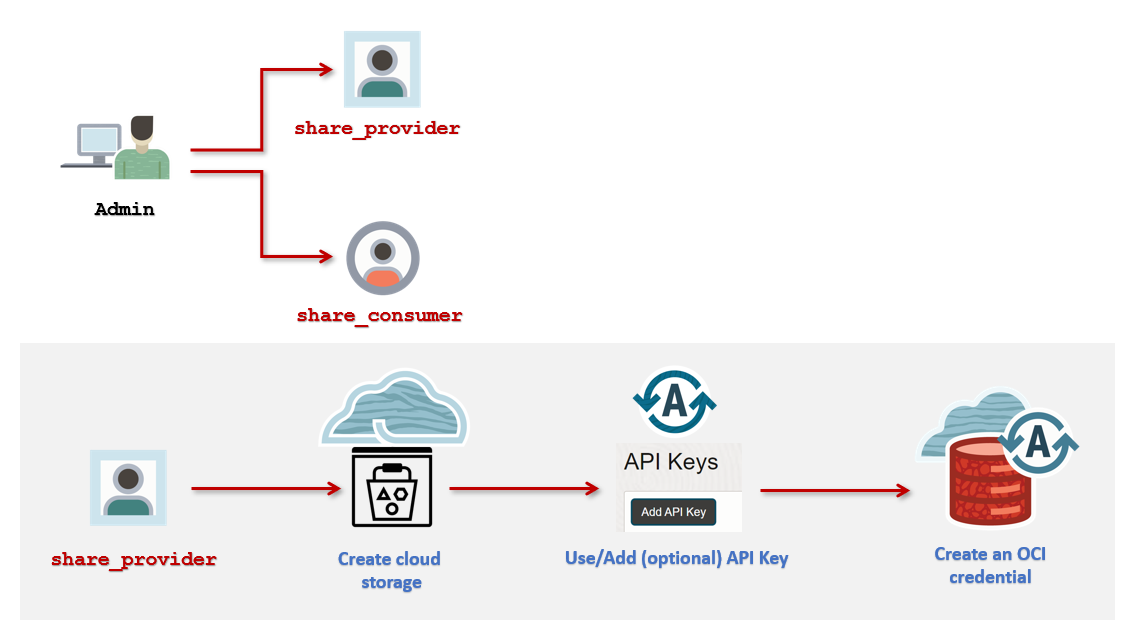 share_provider
Admin
share_consumer
A
API Keys
Add API Key
A
share_provider
Create cloud
storage
Use/Add (optional) API Key
Create an OCI
credential